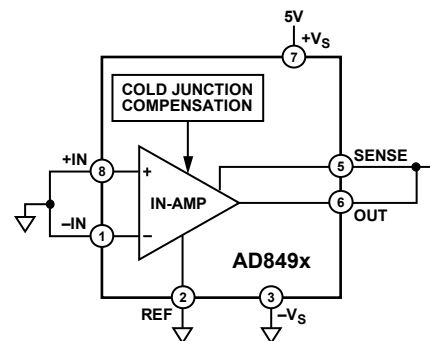 5V
+VS
7
COLD JUNCTION
COMPENSATION
+IN
8
+
IN-AMP
5
SENSE
6
OUT
–IN
1
–
AD849x
2
REF
3
–VS